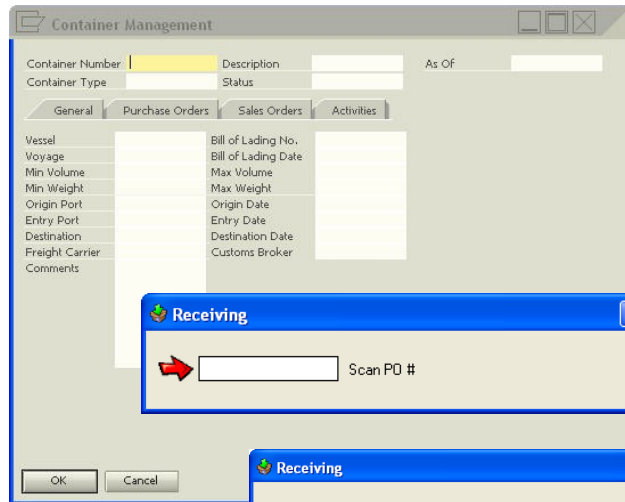 Container Management
Container Number Description As Of
Container Type Status
General Purchase Orders Sales Orders Activities
Vessel Bill of Lading No.
Voyage Bill of Lading Date
Min Volume Max Volume
Min Weight Max Weight
Origin Port Origin Date
Entry Port Entry Date
Destination Destination Date
Freight Carrier Customs Broker
Comments
Receiving
Scan PO #
OK Cancel
Receiving